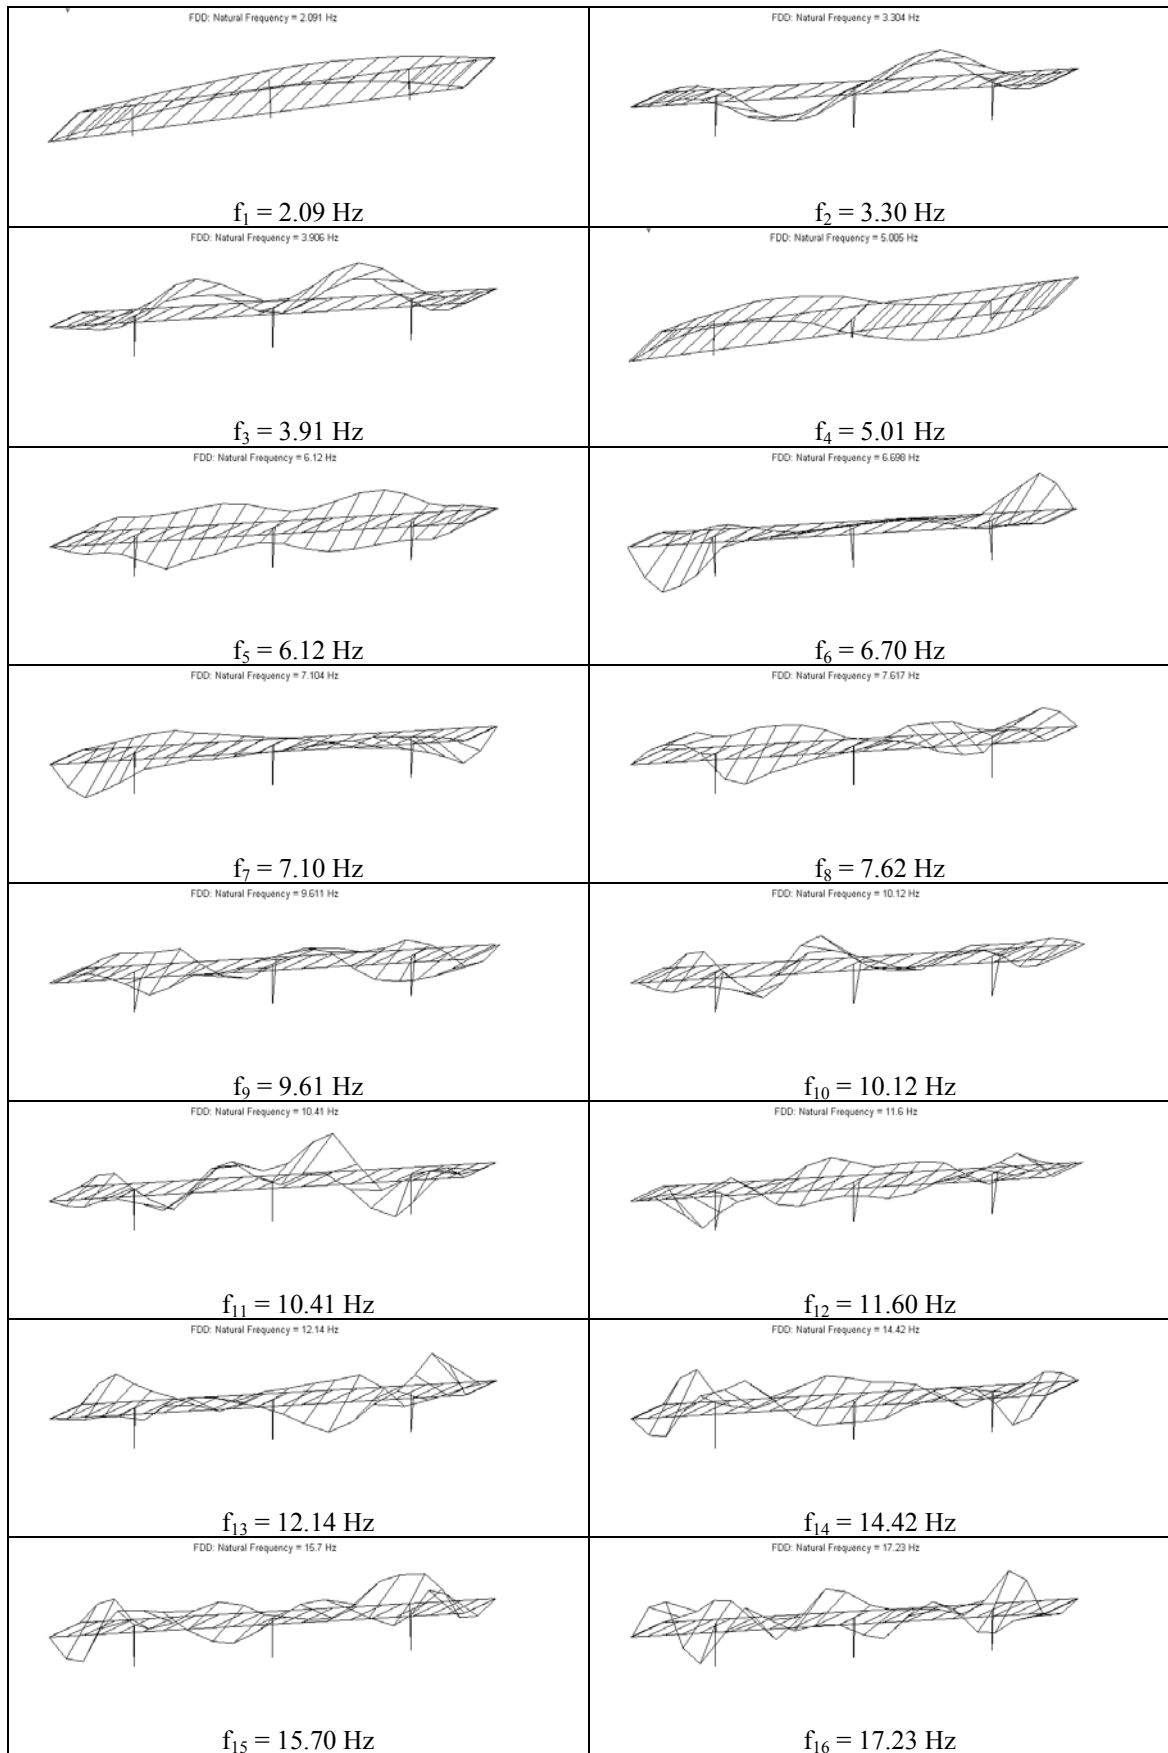 FDD: Natural Frequency = 2.091 Hz
f₁ = 2.09 Hz
FDD: Natural Frequency = 3.304 Hz
f₂ = 3.30 Hz
FDD: Natural Frequency = 3.906 Hz
f₃ = 3.91 Hz
FDD: Natural Frequency = 5.005 Hz
f₄ = 5.01 Hz
FDD: Natural Frequency = 6.12 Hz
f₅ = 6.12 Hz
FDD: Natural Frequency = 6.698 Hz
f₆ = 6.70 Hz
FDD: Natural Frequency = 7.104 Hz
f₇ = 7.10 Hz
FDD: Natural Frequency = 7.617 Hz
f₈ = 7.62 Hz
FDD: Natural Frequency = 9.611 Hz
f₉ = 9.61 Hz
FDD: Natural Frequency = 10.12 Hz
f₁₀ = 10.12 Hz
FDD: Natural Frequency = 10.41 Hz
f₁₁ = 10.41 Hz
FDD: Natural Frequency = 11.6 Hz
f₁₂ = 11.60 Hz
FDD: Natural Frequency = 12.14 Hz
f₁₃ = 12.14 Hz
FDD: Natural Frequency = 14.42 Hz
f₁₄ = 14.42 Hz
FDD: Natural Frequency = 15.7 Hz
f₁₅ = 15.70 Hz
FDD: Natural Frequency = 17.23 Hz
f₁₆ = 17.23 Hz